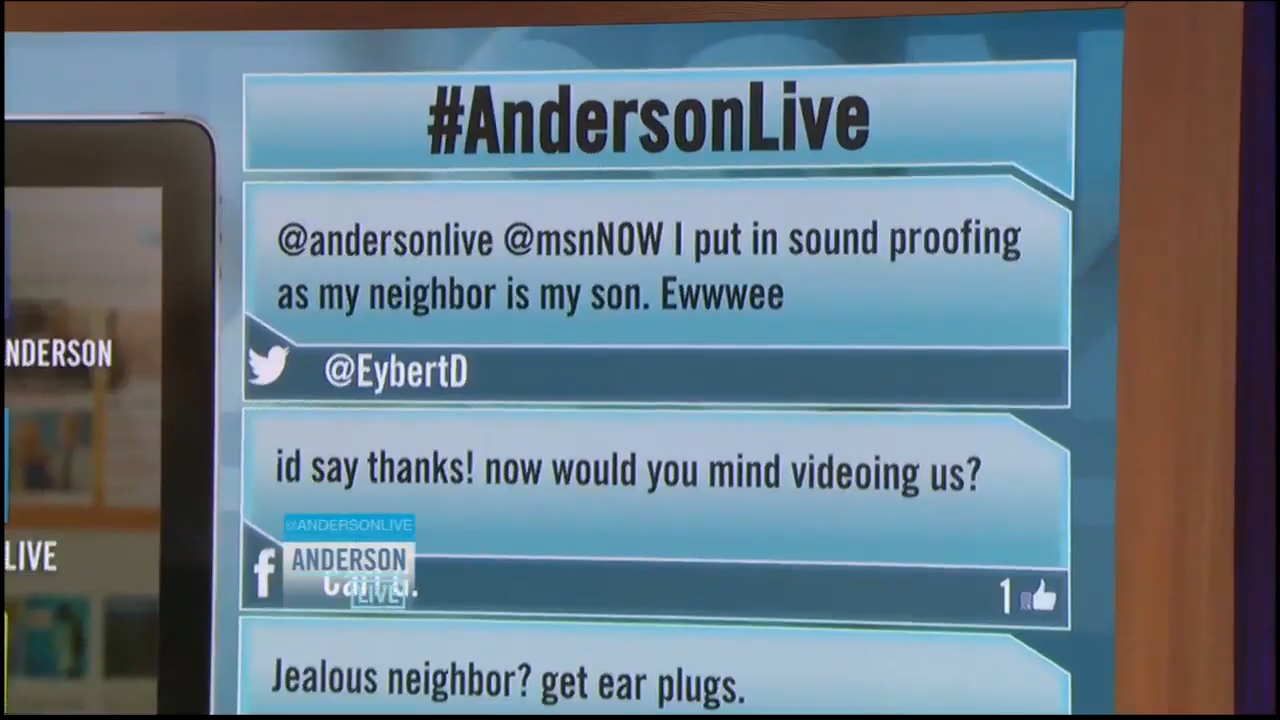 #AndersonLive
@andersonlive @msnNOW I put in sound proofing
as my neighbor is my son. Ewwwee
@EybertD
NDERSON
id say thanks! now would you mind videoing us?
@ANDERSONLIVE
ANDERSON
LIVE
1
LIVE
Jealous neighbor? get ear plugs.